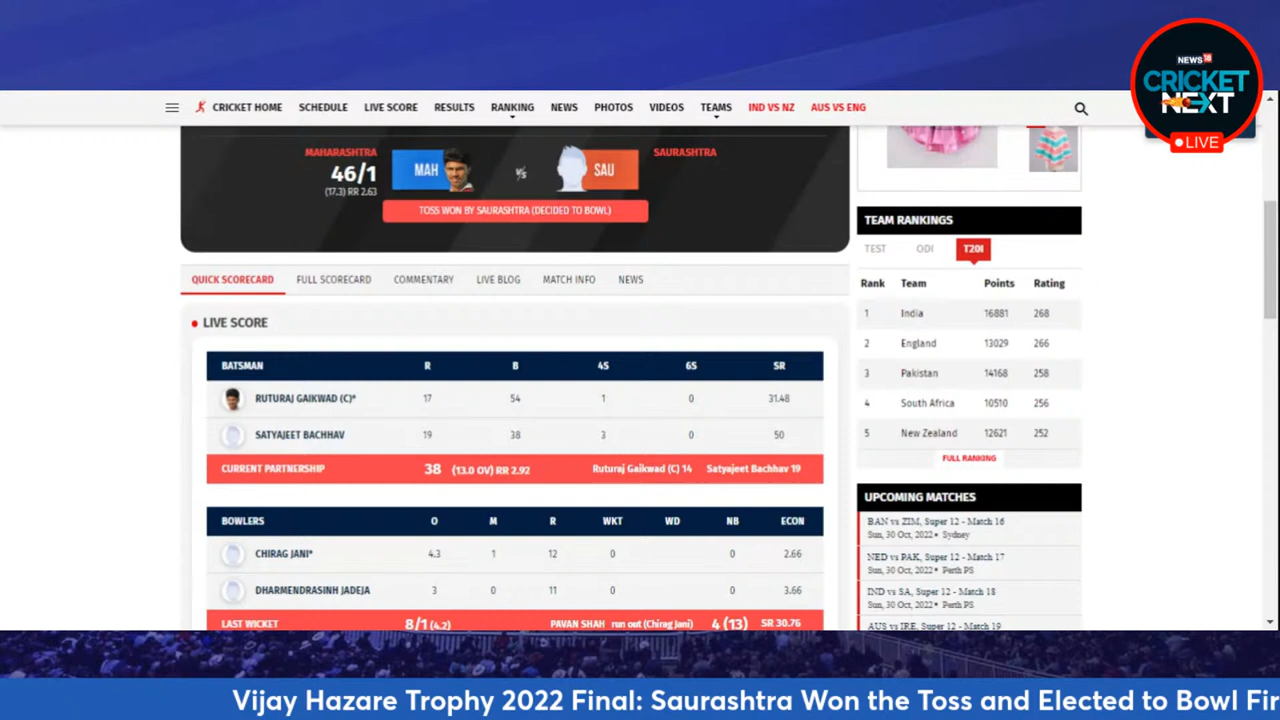 NEWS18
CRICKET
NEXT
LIVE
CRICKET HOME SCHEDULE LIVE SCORE RESULTS RANKING NEWS PHOTOS VIDEOS TEAMS IND VS NZ AUS VS ENG
MAHARASHTRA
46/1
(17.3) RR 2.63
MAH
V/S
SAU
SAURASHTRA
TOSS WON BY SAURASHTRA (DECIDED TO BOWL)
QUICK SCORECARD FULL SCORECARD COMMENTARY LIVE BLOG MATCH INFO NEWS
LIVE SCORE
BATSMAN R B 4S 6S SR
RUTURAJ GAIKWAD (C)* 17 54 1 0 31.48
SATYAJEET BACHHAV 19 38 3 0 50
CURRENT PARTNERSHIP 38 (13.0 OV) RR 2.92 Ruturaj Gaikwad (C) 14 Satyajeet Bachhav 19
BOWLERS O M R WKT WD NB ECON
CHIRAG JANI* 4.3 1 12 0 0 2.66
DHARMENDRASINH JADEJA 3 0 11 0 0 3.66
LAST WICKET 8/1 (4.2) PAVAN SHAH run out (Chirag Jani) 4 (13) SR 30.76
TEAM RANKINGS
TEST ODI T20I
Rank Team Points Rating
1 India 16881 268
2 England 13029 266
3 Pakistan 14168 258
4 South Africa 10510 256
5 New Zealand 12621 252
FULL RANKING
UPCOMING MATCHES
BAN vs ZIM, Super 12 - Match 16
Sun, 30 Oct, 2022• Sydney
NED vs PAK, Super 12 - Match 17
Sun, 30 Oct, 2022• Perth PS
IND vs SA, Super 12 - Match 18
Sun, 30 Oct, 2022• Perth PS
AUS vs IRE, Super 12 - Match 19
Vijay Hazare Trophy 2022 Final: Saurashtra Won the Toss and Elected to Bowl Fir